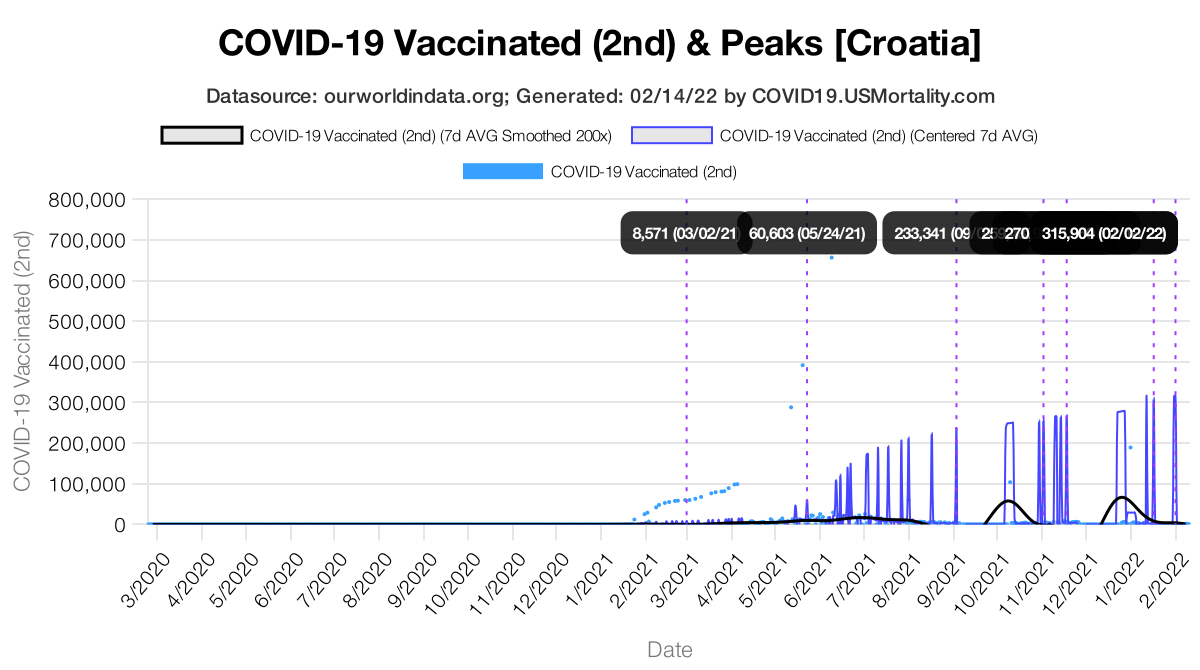 COVID-19 Vaccinated (2nd) & Peaks [Croatia]
Datasource: ourworldindata.org; Generated: 02/14/22 by COVID19.USMortality.com
COVID-19 Vaccinated (2nd) (7d AVG Smoothed 200x) COVID-19 Vaccinated (2nd) (Centered 7d AVG)
COVID-19 Vaccinated (2nd)
800,000
8,571 (03/02/21) 60,603 (05/24/21) 233,341 (09/ 270, 315,904 (02/02/22)
700,000
600,000
500,000
400,000
300,000
200,000
100,000
0
COVID-19 Vaccinated (2nd)
3/2020 4/2020 5/2020 6/2020 7/2020 8/2020 9/2020 10/2020 11/2020 12/2020 1/2021 2/2021 3/2021 4/2021 5/2021 6/2021 7/2021 8/2021 9/2021 10/2021 11/2021 12/2021 1/2022 2/2022
Date